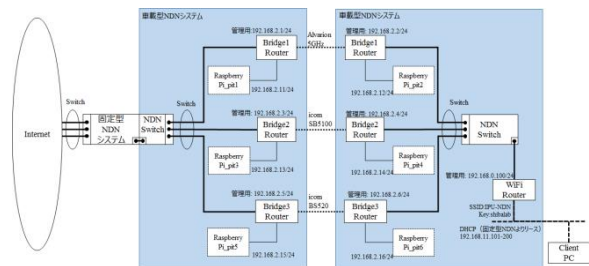 車載型NDNシステム
車載型NDNシステム
管理用: 192.168.2.1/24
Alvarion
5GHz
管理用: 192.168.2.2/24
Bridge1
Router
Bridge1
Router
Raspberry
Pi_pit1
192.168.2.11/24
Raspberry
Pi_pit2
192.168.2.12/24
Switch
Switch
Switch
固定型
NDN
システム
NDN
Switch
Internet
管理用: 192.168.2.3/24
icom
SB5100
管理用: 192.168.2.4/24
Bridge2
Router
Bridge2
Router
NDN
Switch
Raspberry
Pi_pit3
192.168.2.13/24
Raspberry
Pi_pit4
192.168.2.14/24
管理用: 192.168.0.100/24
WiFi
Router
管理用: 192.168.2.5/24
icom
BS520
管理用: 192.168.2.6/24
Bridge3
Router
Bridge3
Router
SSID:IPU-NDN
Key:shibalab
Raspberry
Pi_pit5
192.168.2.15/24
Raspberry
Pi_pit6
192.168.2.16/24
DHCP（固定型NDNよりリース）
192.168.11.101-200
Client
PC